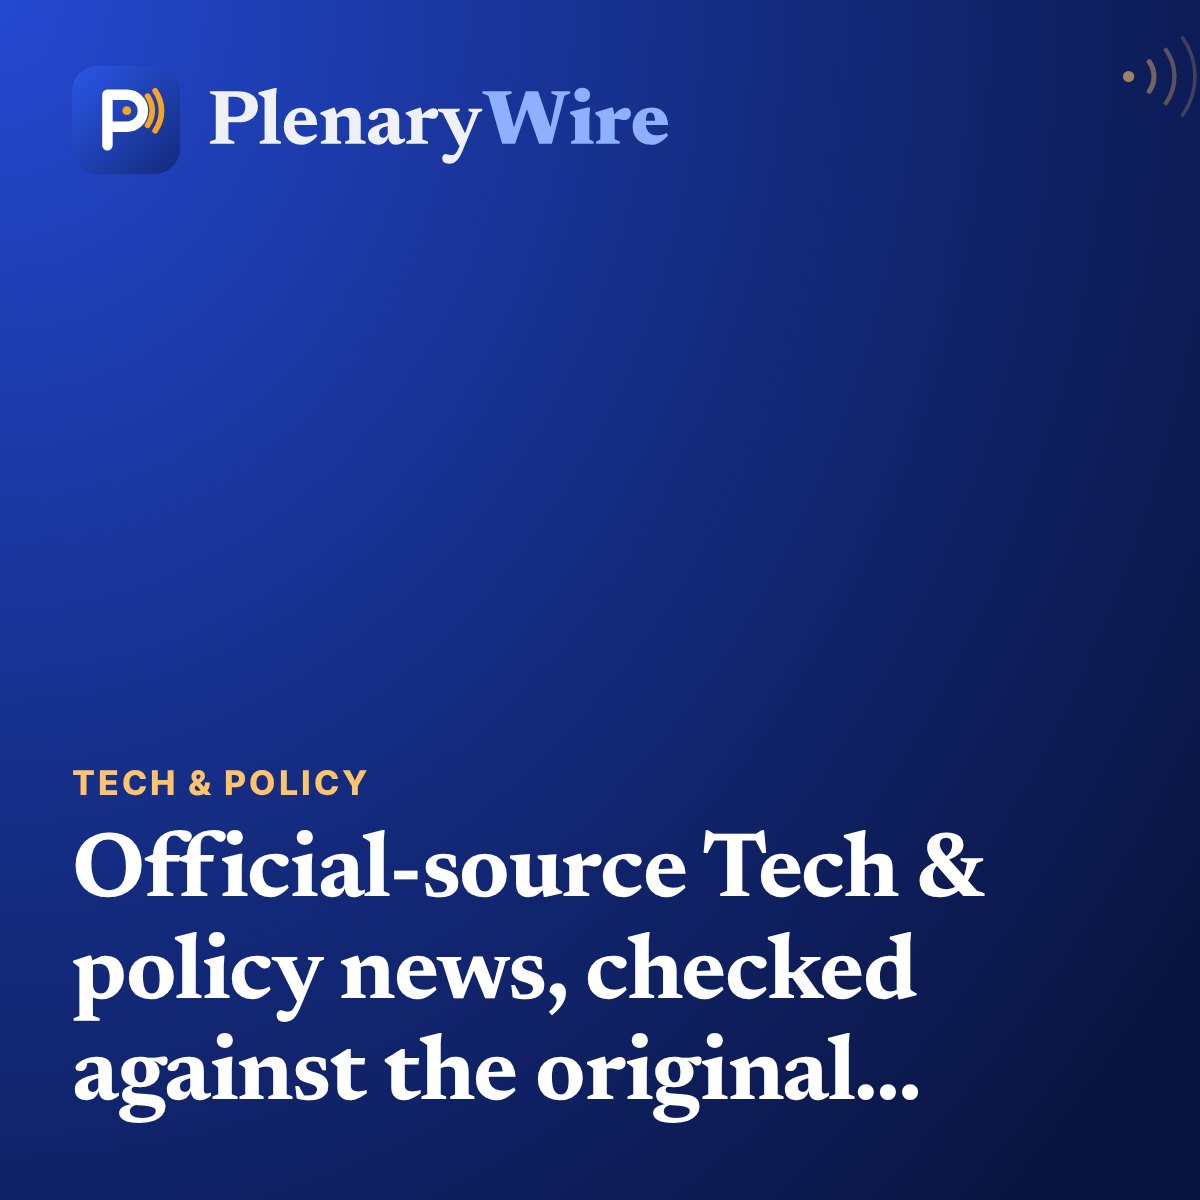 PlenaryWire
TECH & POLICY
Official-source Tech &
policy news, checked
against the original...